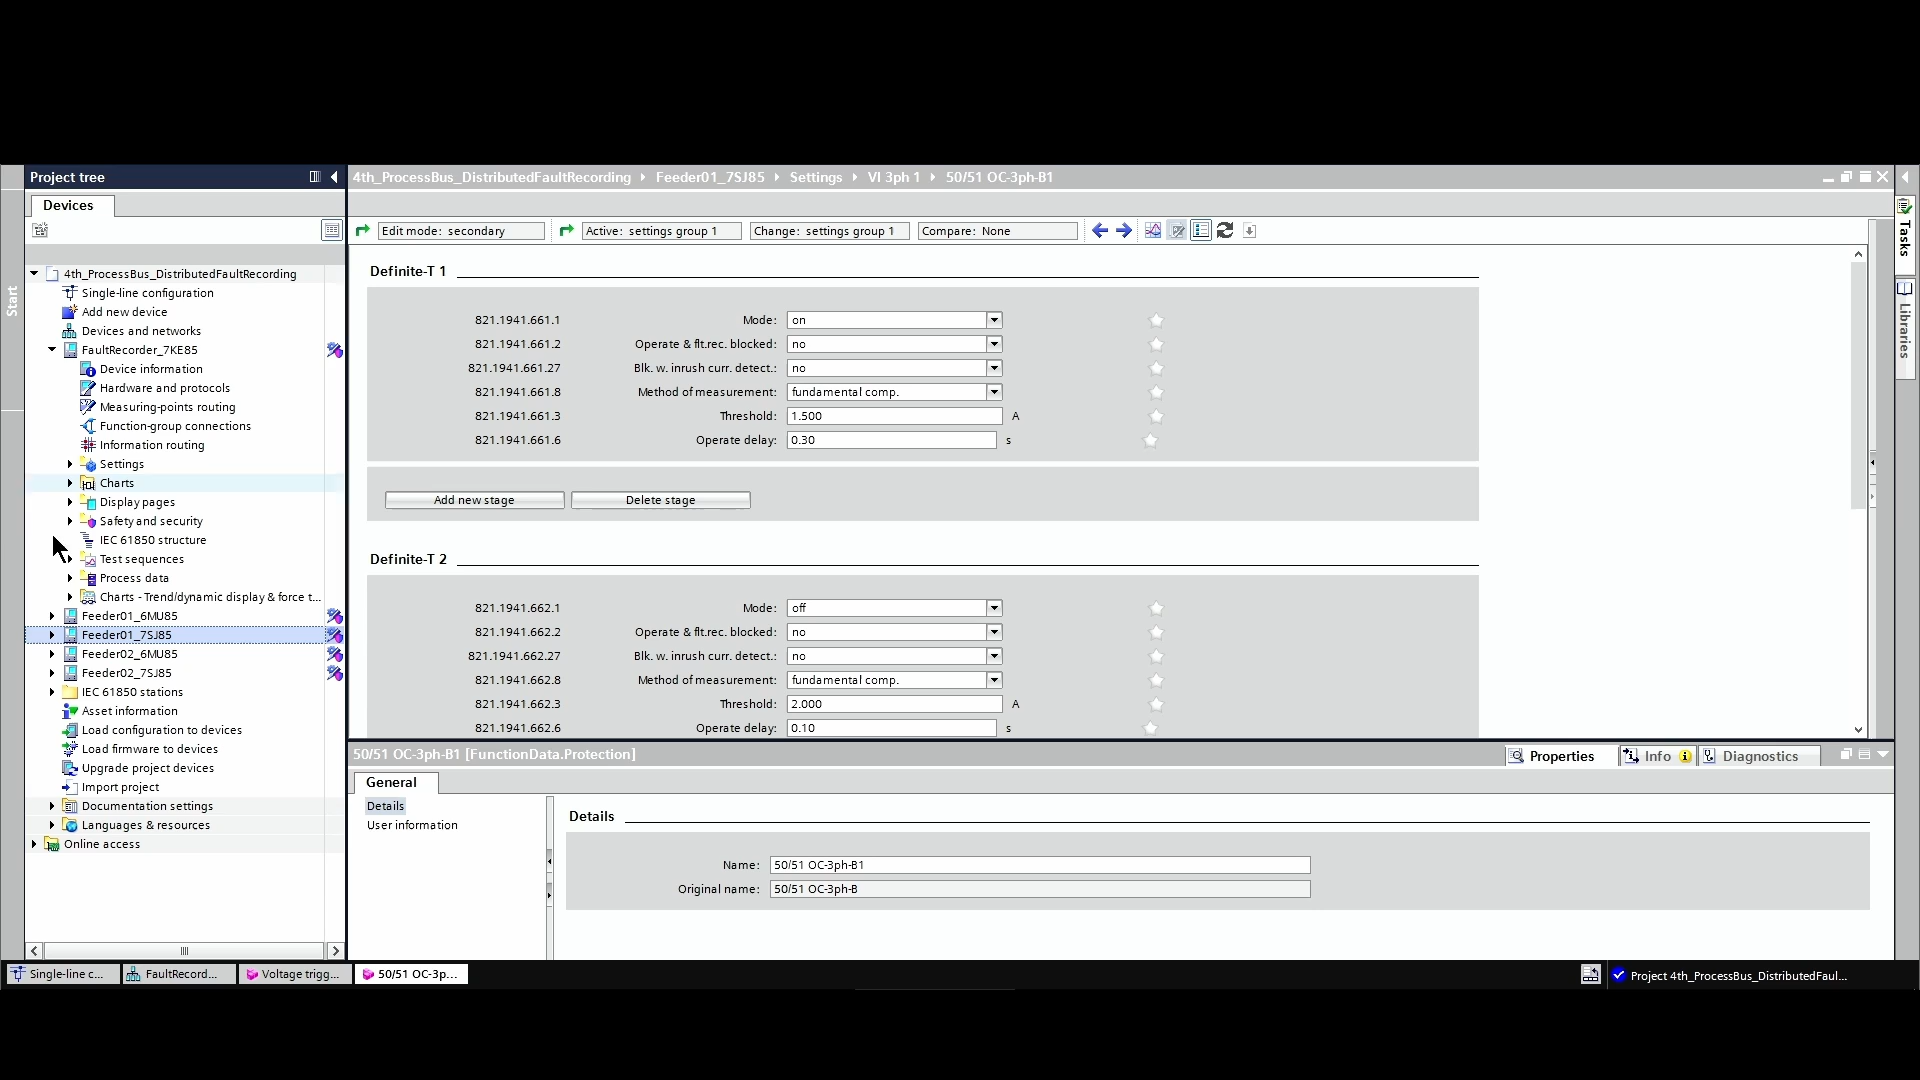 Project tree
4th_ProcessBus_DistributedFaultRecording Feeder01_7SJ85 Settings VI 3ph 1 50/51 OC-3ph-B1
Devices
Start
Edit mode: secondary
Active: settings group 1
Change: settings group 1
Compare: None
4th_ProcessBus_DistributedFaultRecording
Single-line configuration
Add new device
Devices and networks
FaultRecorder_7KE85
Device information
Hardware and protocols
Measuring-points routing
Function-group connections
Information routing
Settings
Charts
Display pages
Safety and security
IEC 61850 structure
Test sequences
Process data
Charts - Trend/dynamic display & force t...
Feeder01_6MU85
Feeder01_7SJ85
Feeder02_6MU85
Feeder02_7SJ85
IEC 61850 stations
Asset information
Load configuration to devices
Load firmware to devices
Upgrade project devices
Import project
Documentation settings
Languages & resources
Online access
Definite-T 1
821.1941.661.1 Mode: on
821.1941.661.2 Operate & flt.rec. blocked: no
821.1941.661.27 Blk. w. inrush curr. detect.: no
821.1941.661.8 Method of measurement: fundamental comp.
821.1941.661.3 Threshold: 1.500 A
821.1941.661.6 Operate delay: 0.30 s
Add new stage Delete stage
Definite-T 2
821.1941.662.1 Mode: off
821.1941.662.2 Operate & flt.rec. blocked: no
821.1941.662.27 Blk. w. inrush curr. detect.: no
821.1941.662.8 Method of measurement: fundamental comp.
821.1941.662.3 Threshold: 2.000 A
821.1941.662.6 Operate delay: 0.10 s
50/51 OC-3ph-B1 [FunctionData.Protection]
Properties
Info
Diagnostics
General
Details
User information
Details
Name: 50/51 OC-3ph-B1
Original name: 50/51 OC-3ph-B
Tasks
Libraries
Single-line c...
FaultRecord...
Voltage trigg...
50/51 OC-3p...
Project 4th_ProcessBus_DistributedFaul...